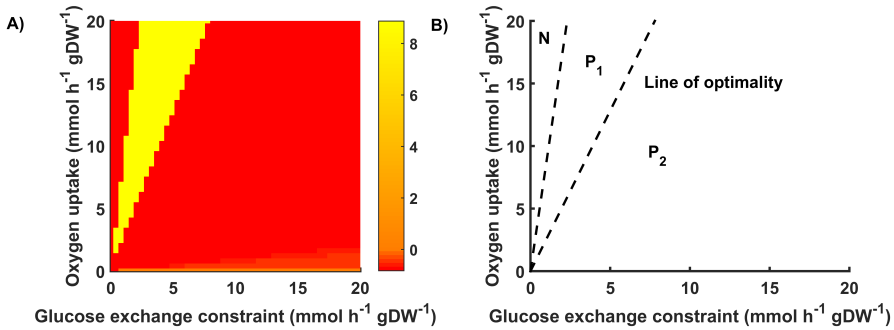 A)
Oxygen uptake (mmol h⁻¹ gDW⁻¹)
20
15
10
5
0
0 5 10 15 20
Glucose exchange constraint (mmol h⁻¹ gDW⁻¹)
8
6
4
2
0
B)
Oxygen uptake (mmol h⁻¹ gDW⁻¹)
20
15
10
5
0
N
P₁
Line of optimality
P₂
0 5 10 15 20
Glucose exchange constraint (mmol h⁻¹ gDW⁻¹)